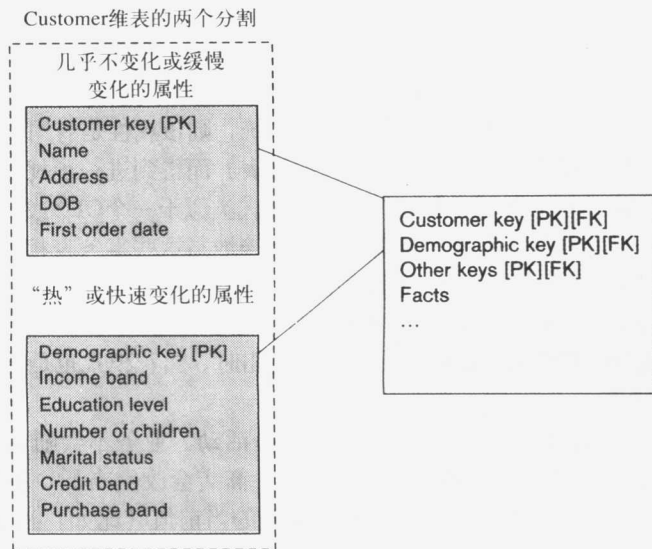 Customer维表的两个分割
几乎不变化或缓慢
变化的属性
Customer key [PK]
Name
Address
DOB
First order date
“热”或快速变化的属性
Demographic key [PK]
Income band
Education level
Number of children
Marital status
Credit band
Purchase band
Customer key [PK][FK]
Demographic key [PK][FK]
Other keys [PK][FK]
Facts
…